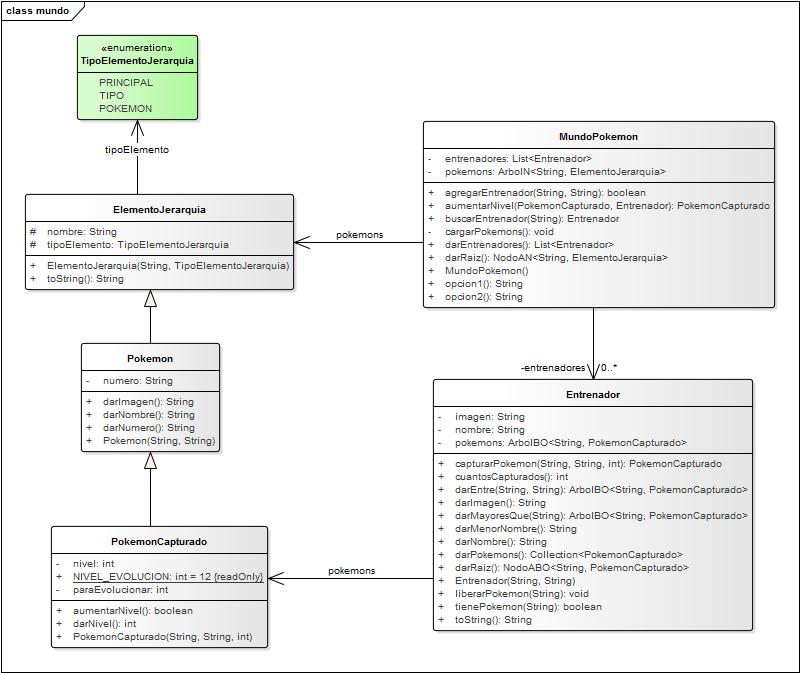 class mundo
«enumeration»
TipoElementoJerarquia
PRINCIPAL
TIPO
POKEMON
tipoElemento
ElementoJerarquia
# nombre: String
# tipoElemento: TipoElementoJerarquia
+ ElementoJerarquia(String, TipoElementoJerarquia)
+ toString(): String
pokemons
MundoPokemon
- entrenadores: List<Entrenador>
- pokemons: ArbolN<String, ElementoJerarquia>
+ agregarEntrenador(String, String): boolean
+ aumentarNivel(PokemonCapturado, Entrenador): PokemonCapturado
+ buscarEntrenador(String): Entrenador
- cargarPokemons(): void
+ darEntrenadores(): List<Entrenador>
+ darRaiz(): NodoAN<String, ElementoJerarquia>
+ MundoPokemon()
+ opcion1(): String
+ opcion2(): String
-entrenadores 0..*
Pokemon
- numero: String
+ darImagen(): String
+ darNombre(): String
+ darNumero(): String
+ Pokemon(String, String)
Entrenador
- imagen: String
- nombre: String
- pokemons: ArbolBO<String, PokemonCapturado>
+ capturarPokemon(String, String, int): PokemonCapturado
+ cuantosCapturados(): int
+ darEntre(String, String): ArbolBO<String, PokemonCapturado>
+ darImagen(): String
+ darMayoresQue(String): ArbolBO<String, PokemonCapturado>
+ darMenorNombre(): String
+ darNombre(): String
+ darPokemons(): Collection<PokemonCapturado>
+ darRaiz(): NodoABO<String, PokemonCapturado>
+ Entrenador(String, String)
+ liberarPokemon(String): void
+ tienePokemon(String): boolean
+ toString(): String
pokemons
PokemonCapturado
- nivel: int
+ NIVEL_EVOLUCION: int = 12 {readOnly}
- paraEvolucionar: int
+ aumentarNivel(): boolean
+ darNivel(): int
+ PokemonCapturado(String, String, int)